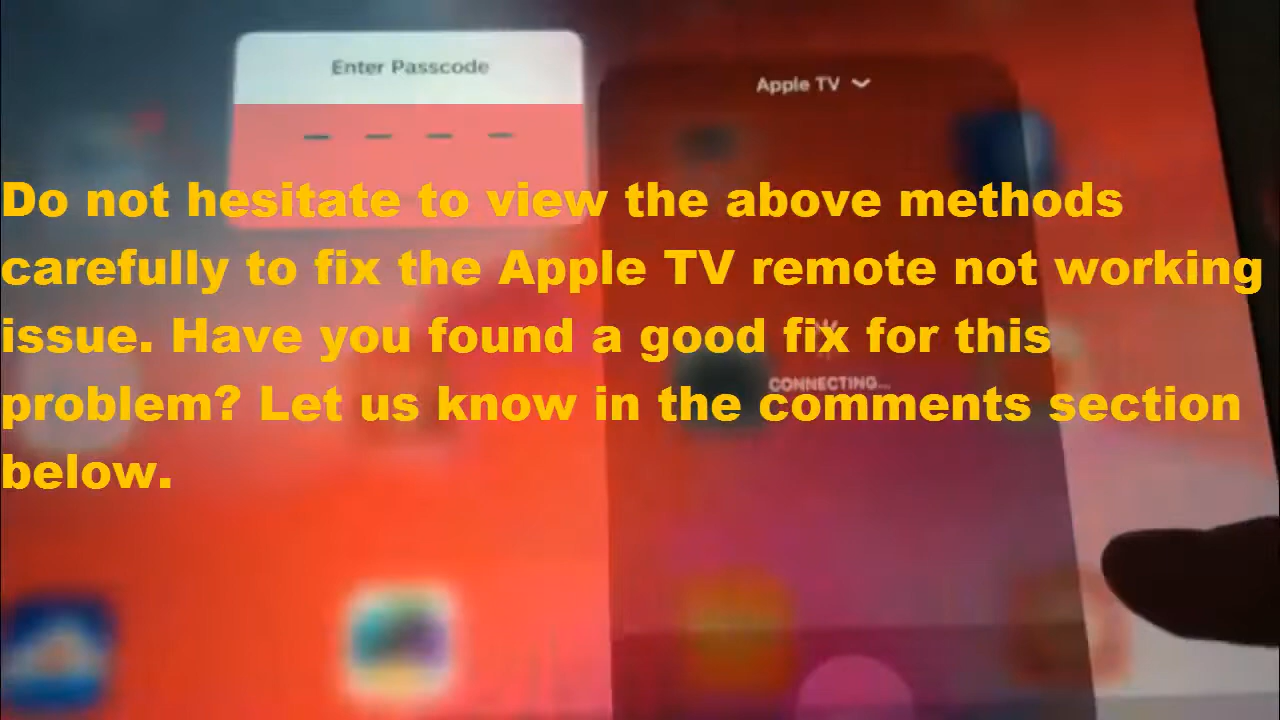 Enter Passcode
Apple TV
Do not hesitate to view the above methods
carefully to fix the Apple TV remote not working
issue. Have you found a good fix for this
CONNECTING...
problem? Let us know in the comments section
below.